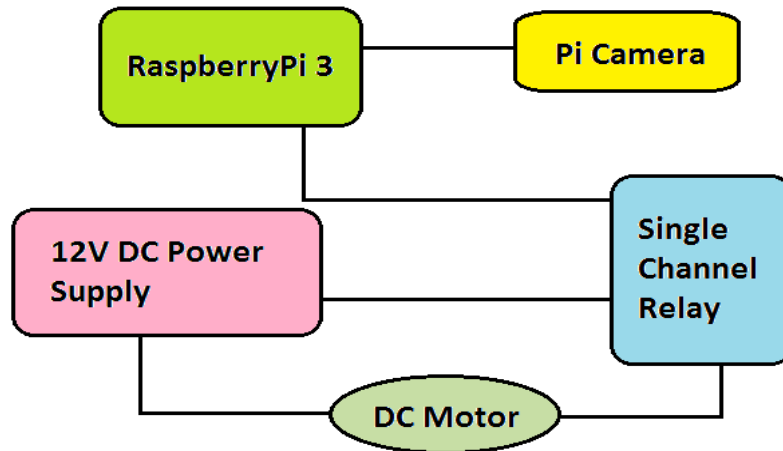 RaspberryPi 3
Pi Camera
12V DC Power
Supply
Single
Channel
Relay
DC Motor